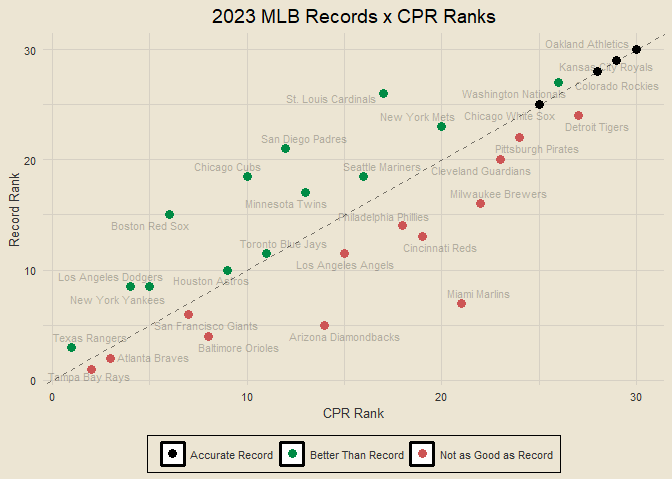 2023 MLB Records x CPR Ranks
30
Oakland Athletics
Kansas City Royals
Colorado Rockies
St. Louis Cardinals
Washington Nationals
New York Mets
Chicago White Sox
Detroit Tigers
San Diego Padres
Pittsburgh Pirates
20
Chicago Cubs
Seattle Mariners
Cleveland Guardians
Minnesota Twins
Milwaukee Brewers
Boston Red Sox
Philadelphia Phillies
Toronto Blue Jays
Cincinnati Reds
Los Angeles Angels
10
Los Angeles Dodgers
Houston Astros
New York Yankees
Miami Marlins
San Francisco Giants
Texas Rangers
Arizona Diamondbacks
Baltimore Orioles
Atlanta Braves
Tampa Bay Rays
0
Record Rank
0 10 20 30
CPR Rank
Accurate Record Better Than Record Not as Good as Record